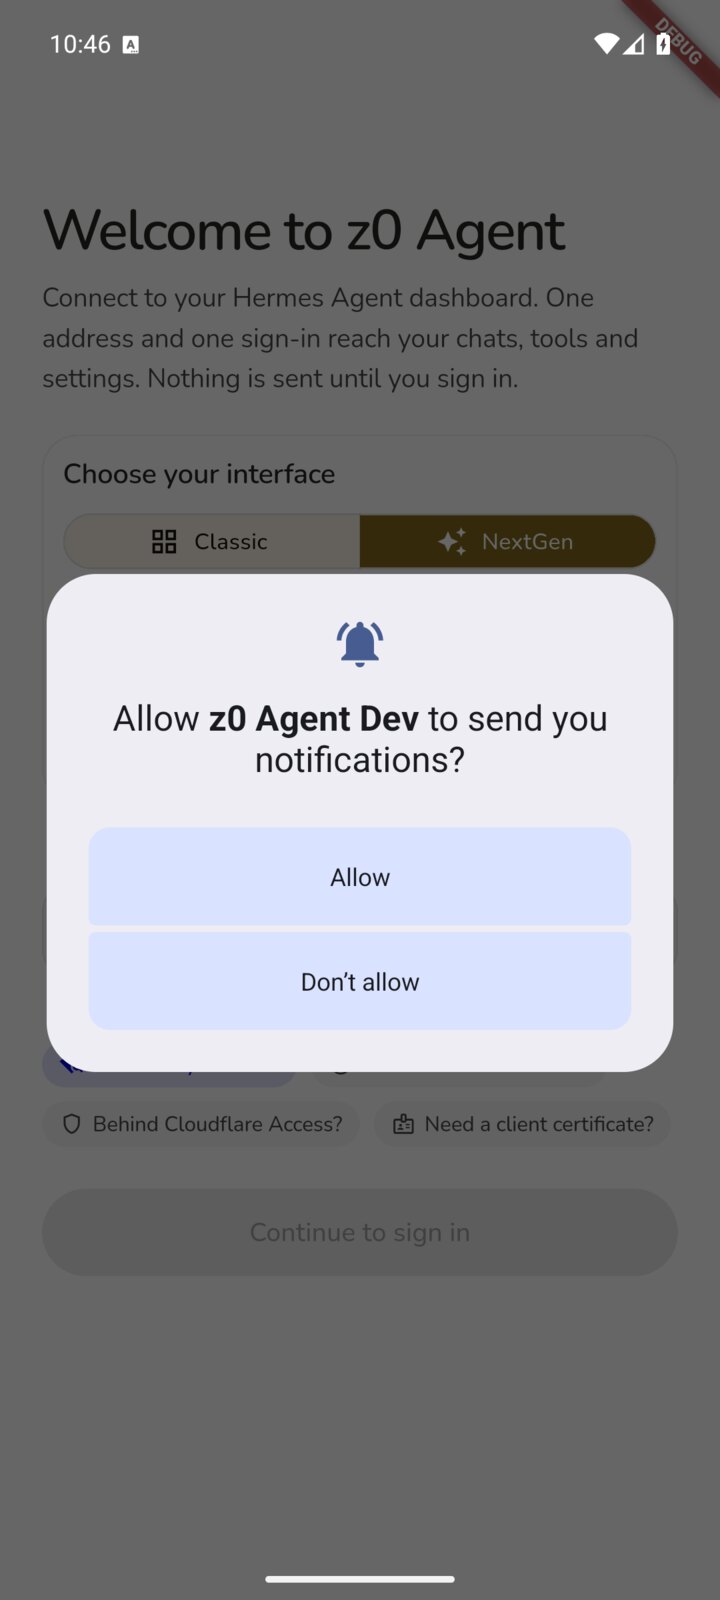 10:46
DEBUG
Welcome to z0 Agent
Connect to your Hermes Agent dashboard. One
address and one sign-in reach your chats, tools and
settings. Nothing is sent until you sign in.
Choose your interface
Classic
NextGen
Allow z0 Agent Dev to send you
notifications?
Allow
Don’t allow
Behind Cloudflare Access?
Need a client certificate?
Continue to sign in